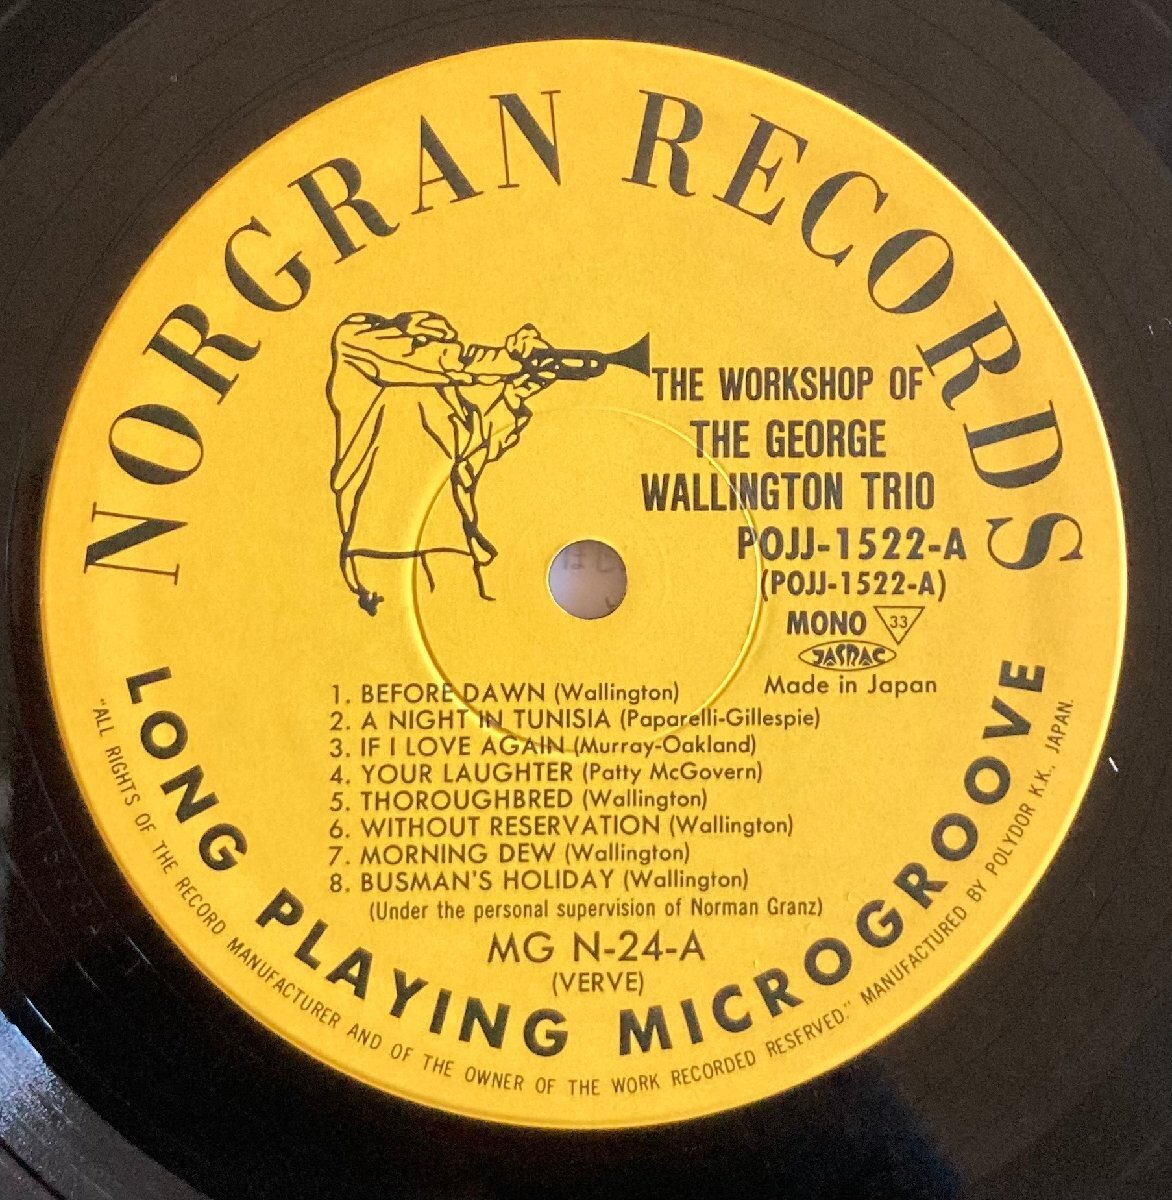 NORGRAN RECORDS
THE WORKSHOP OF
THE GEORGE
WALLINGTON TRIO
POJJ-1522-A
(POJJ-1522-A)
MONO 33
JASRAC
Made in Japan
1. BEFORE DAWN (Wallington)
2. A NIGHT IN TUNISIA (Paparelli-Gillespie)
3. IF I LOVE AGAIN (Murray-Oakland)
4. YOUR LAUGHTER (Patty McGovern)
5. THOROUGHBRED (Wallington)
6. WITHOUT RESERVATION (Wallington)
7. MORNING DEW (Wallington)
8. BUSMAN'S HOLIDAY (Wallington)
(Under the personal supervision of Norman Granz)
MG N-24-A
(VERVE)
LONG PLAYING MICROGROOVE
"ALL RIGHTS OF THE RECORD MANUFACTURER AND OF THE OWNER OF THE WORK RECORDED RESERVED." MANUFACTURED BY POLYDOR K.K., JAPAN.